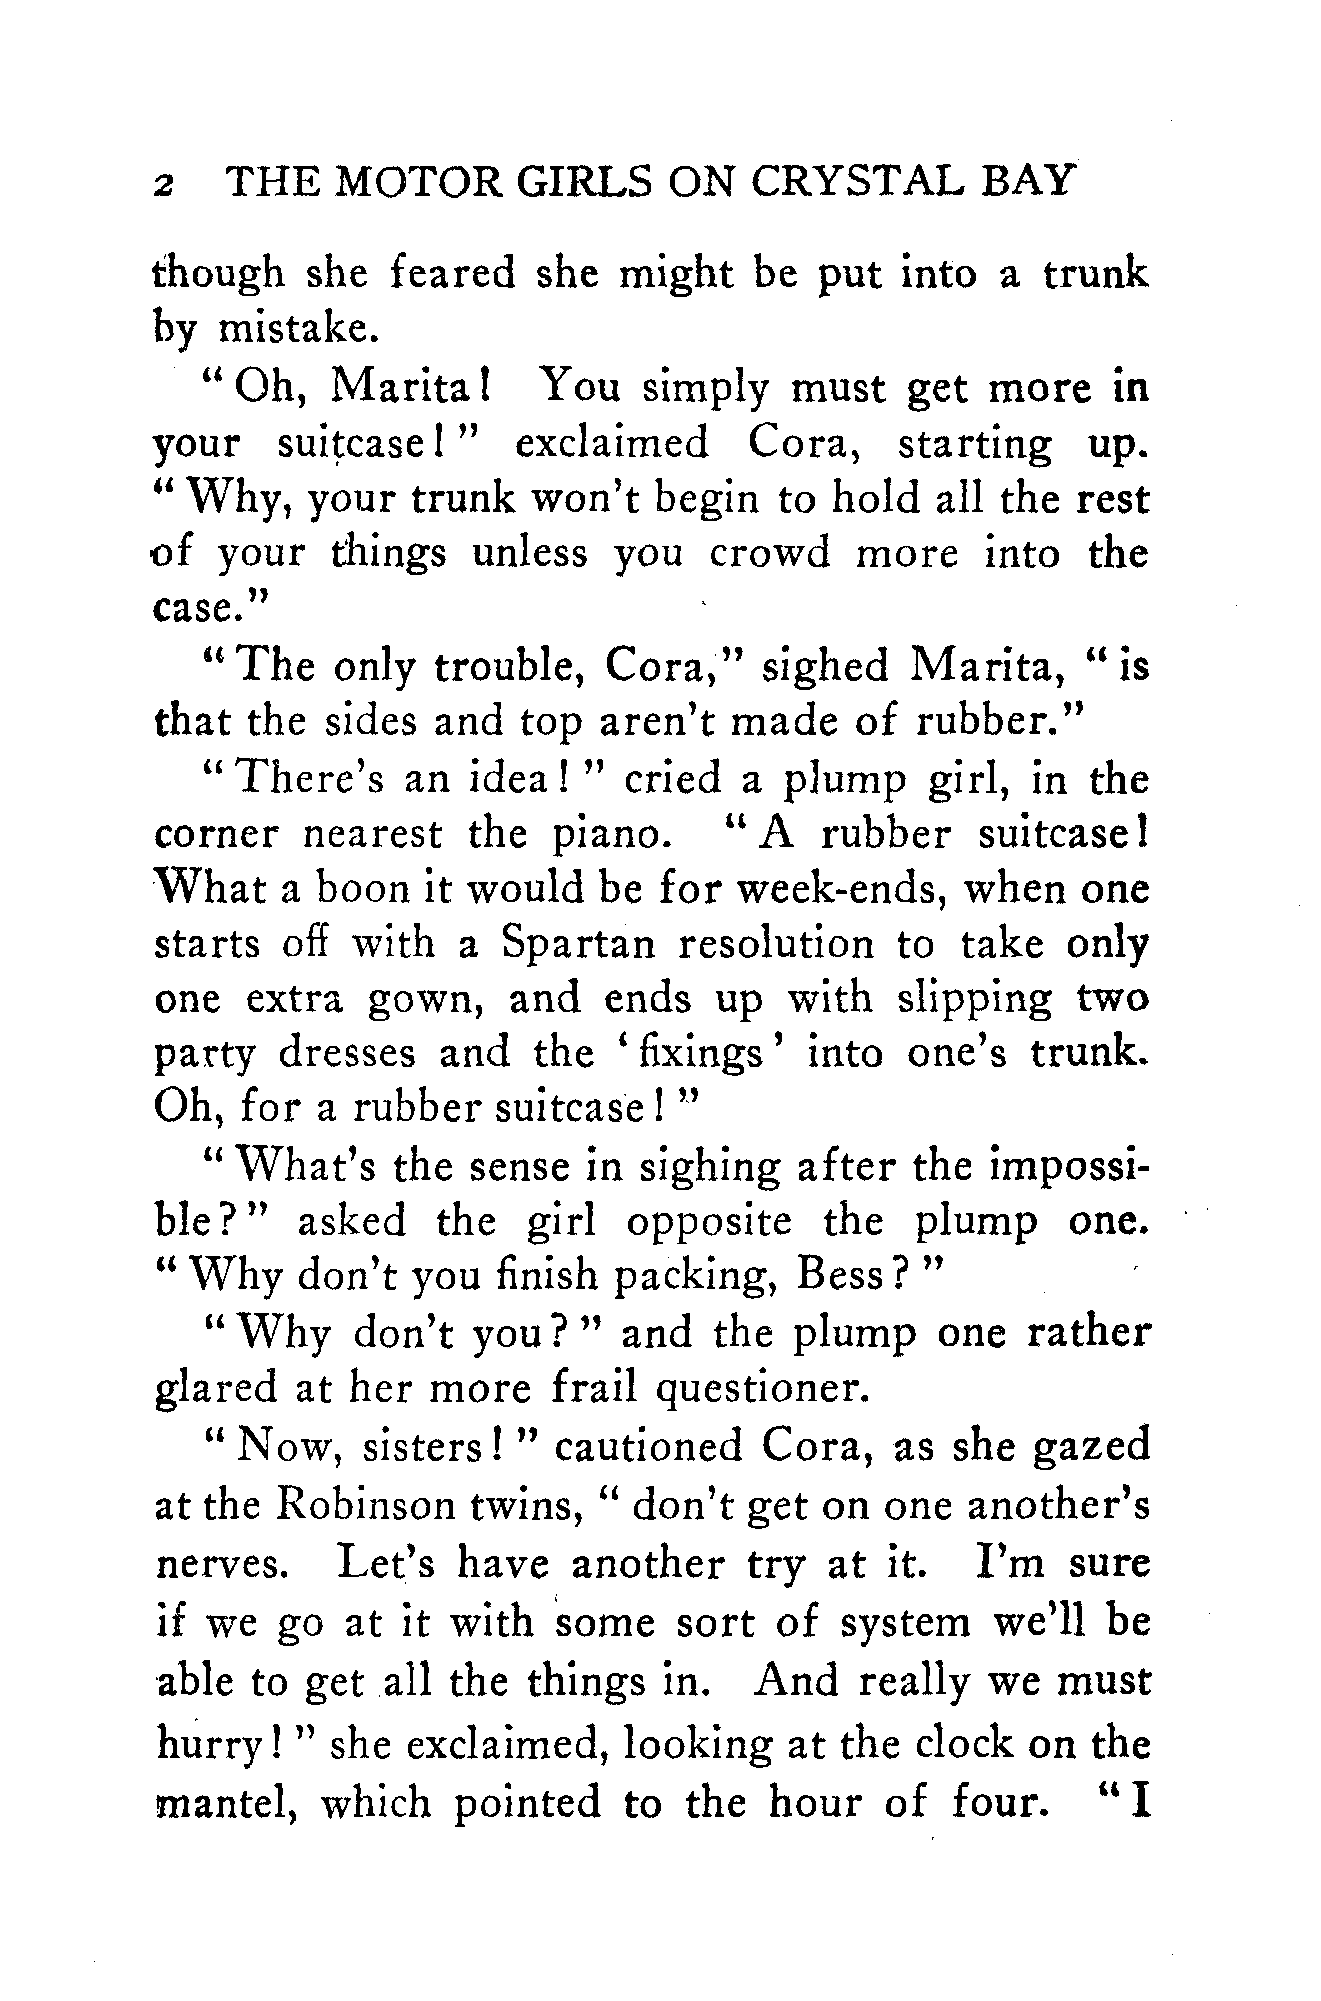 2 THE MOTOR GIRLS ON CRYSTAL BAY
though she feared she might be put into a trunk
by mistake.
" Oh, Marita! You simply must get more in
your suitcase! " exclaimed Cora, starting up.
" Why, your trunk won't begin to hold all the rest
of your things unless you crowd more into the
case."
" The only trouble, Cora," sighed Marita, " is
that the sides and top aren't made of rubber."
" There's an idea! " cried a plump girl, in the
corner nearest the piano. " A rubber suitcase!
What a boon it would be for week-ends, when one
starts off with a Spartan resolution to take only
one extra gown, and ends up with slipping two
party dresses and the ' fixings ' into one's trunk.
Oh, for a rubber suitcase! "
" What's the sense in sighing after the impossi-
ble? " asked the girl opposite the plump one.
" Why don't you finish packing, Bess? "
" Why don't you? " and the plump one rather
glared at her more frail questioner.
" Now, sisters! " cautioned Cora, as she gazed
at the Robinson twins, " don't get on one another's
nerves. Let's have another try at it. I'm sure
if we go at it with some sort of system we'll be
able to get all the things in. And really we must
hurry! " she exclaimed, looking at the clock on the
mantel, which pointed to the hour of four. " I